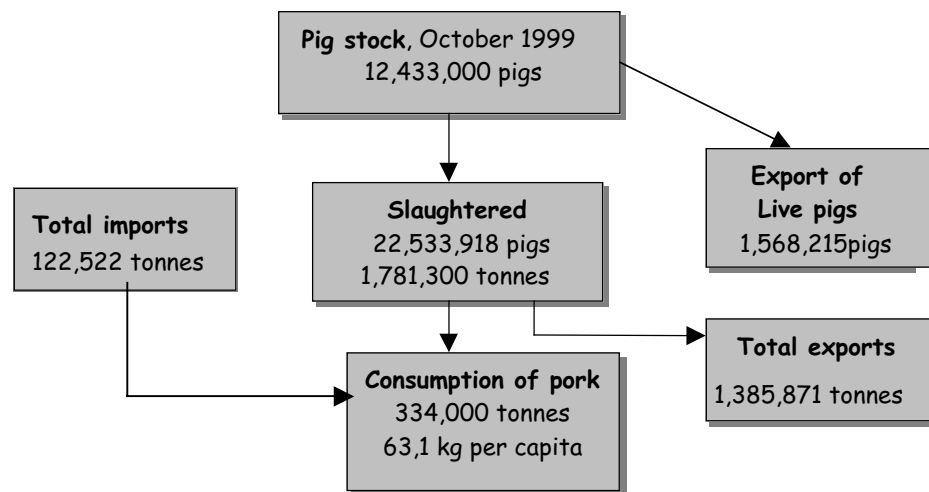 Pig stock, October 1999
12,433,000 pigs
Export of
Live pigs
1,568,215pigs
Total imports
122,522 tonnes
Slaughtered
22,533,918 pigs
1,781,300 tonnes
Total exports
1,385,871 tonnes
Consumption of pork
334,000 tonnes
63,1 kg per capita